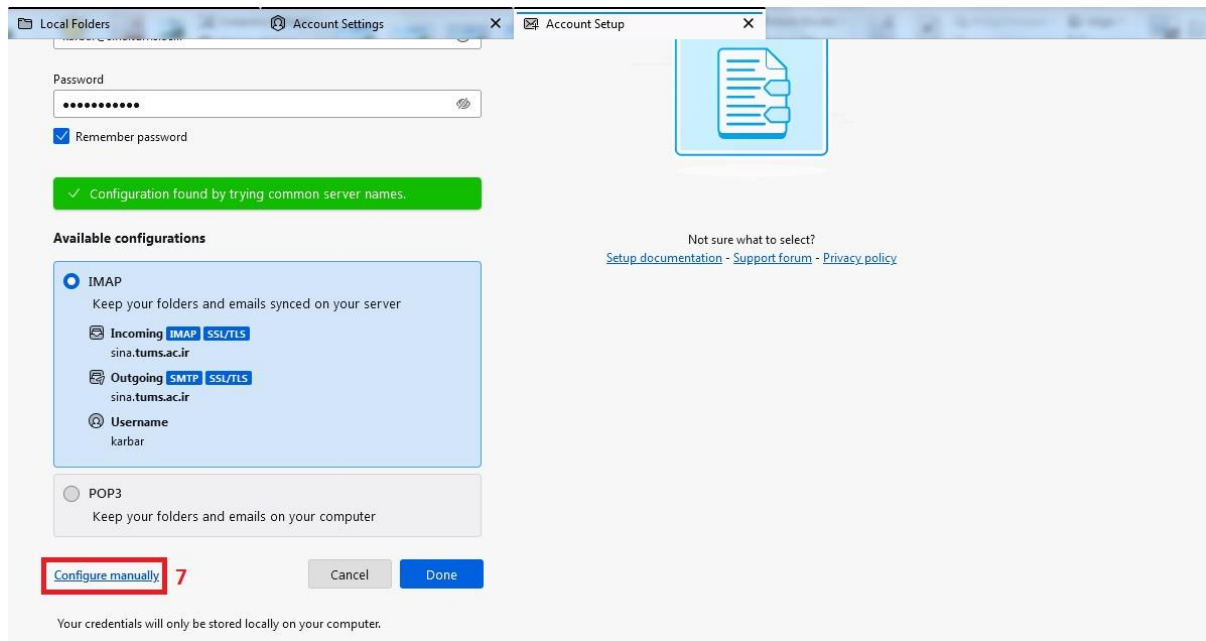 Local Folders
Account Settings
Account Setup
Password
Remember password
Configuration found by trying common server names.
Available configurations
IMAP
Keep your folders and emails synced on your server
Incoming IMAP SSL/TLS
sina.tums.ac.ir
Outgoing SMTP SSL/TLS
sina.tums.ac.ir
Username
karbar
POP3
Keep your folders and emails on your computer
Configure manually 7
Cancel
Done
Your credentials will only be stored locally on your computer.
Not sure what to select?
Setup documentation - Support forum - Privacy policy